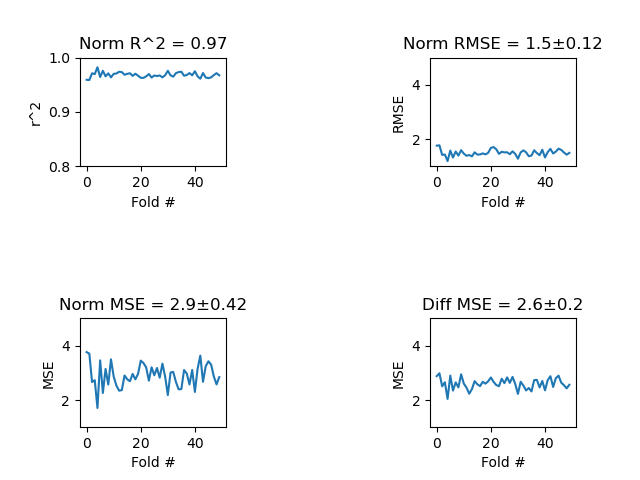 Norm R^2 = 0.97
r^2
1.0
0.9
0.8
0 20 40
Fold #
Norm RMSE = 1.5±0.12
RMSE
4
2
0 20 40
Fold #
Norm MSE = 2.9±0.42
MSE
4
2
0 20 40
Fold #
Diff MSE = 2.6±0.2
MSE
4
2
0 20 40
Fold #